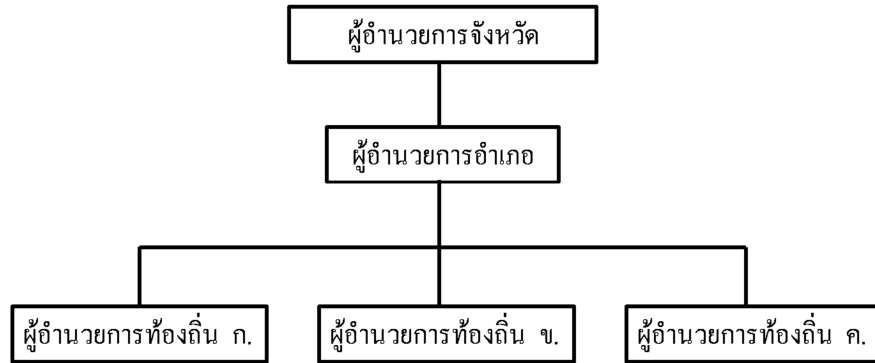 ผู้อำนวยการจังหวัด
ผู้อำนวยการอำเภอ
ผู้อำนวยการท้องถิ่น ก.
ผู้อำนวยการท้องถิ่น ข.
ผู้อำนวยการท้องถิ่น ค.